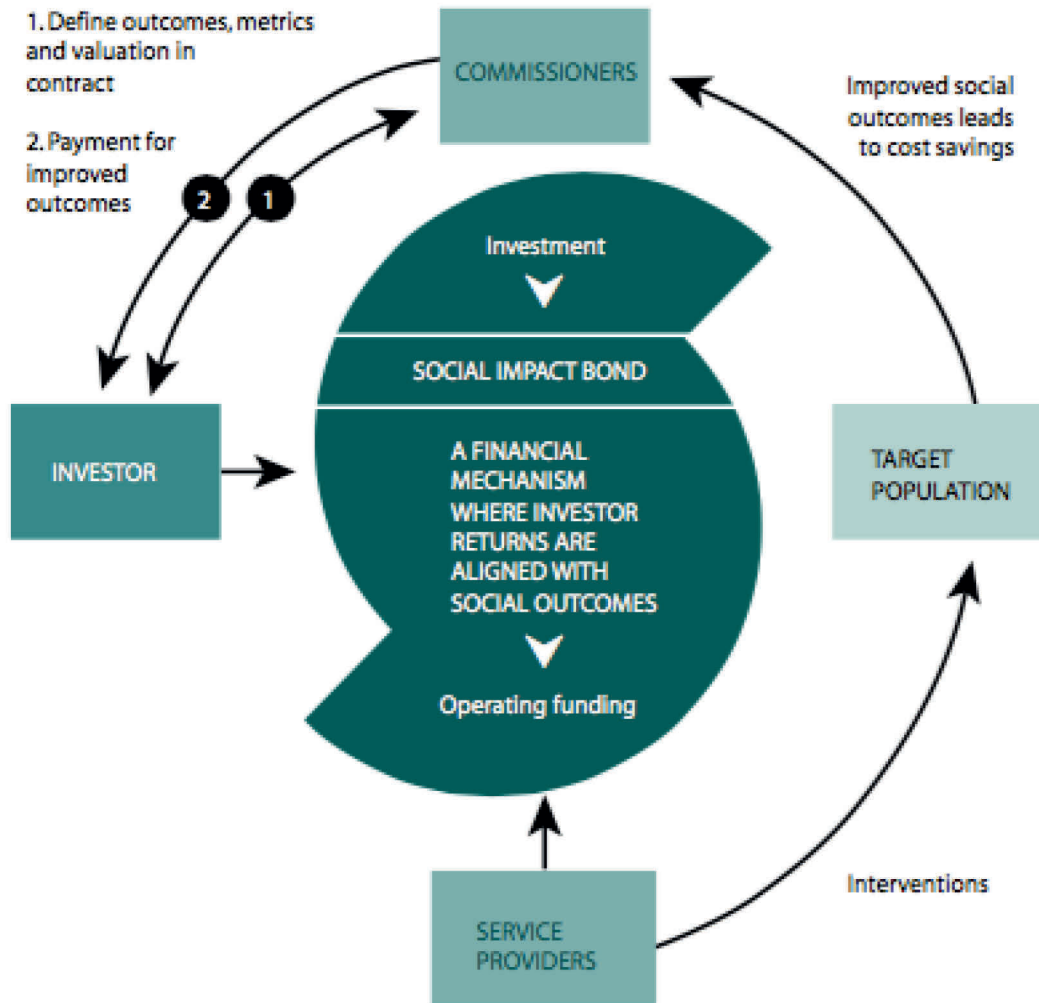 1. Define outcomes, metrics
and valuation in
contract
2. Payment for
improved
outcomes
COMMISSIONERS
Improved social
outcomes leads
to cost savings
2
1
Investment
SOCIAL IMPACT BOND
INVESTOR
A FINANCIAL
MECHANISM
WHERE INVESTOR
RETURNS ARE
ALIGNED WITH
SOCIAL OUTCOMES
TARGET
POPULATION
Operating funding
Interventions
SERVICE
PROVIDERS